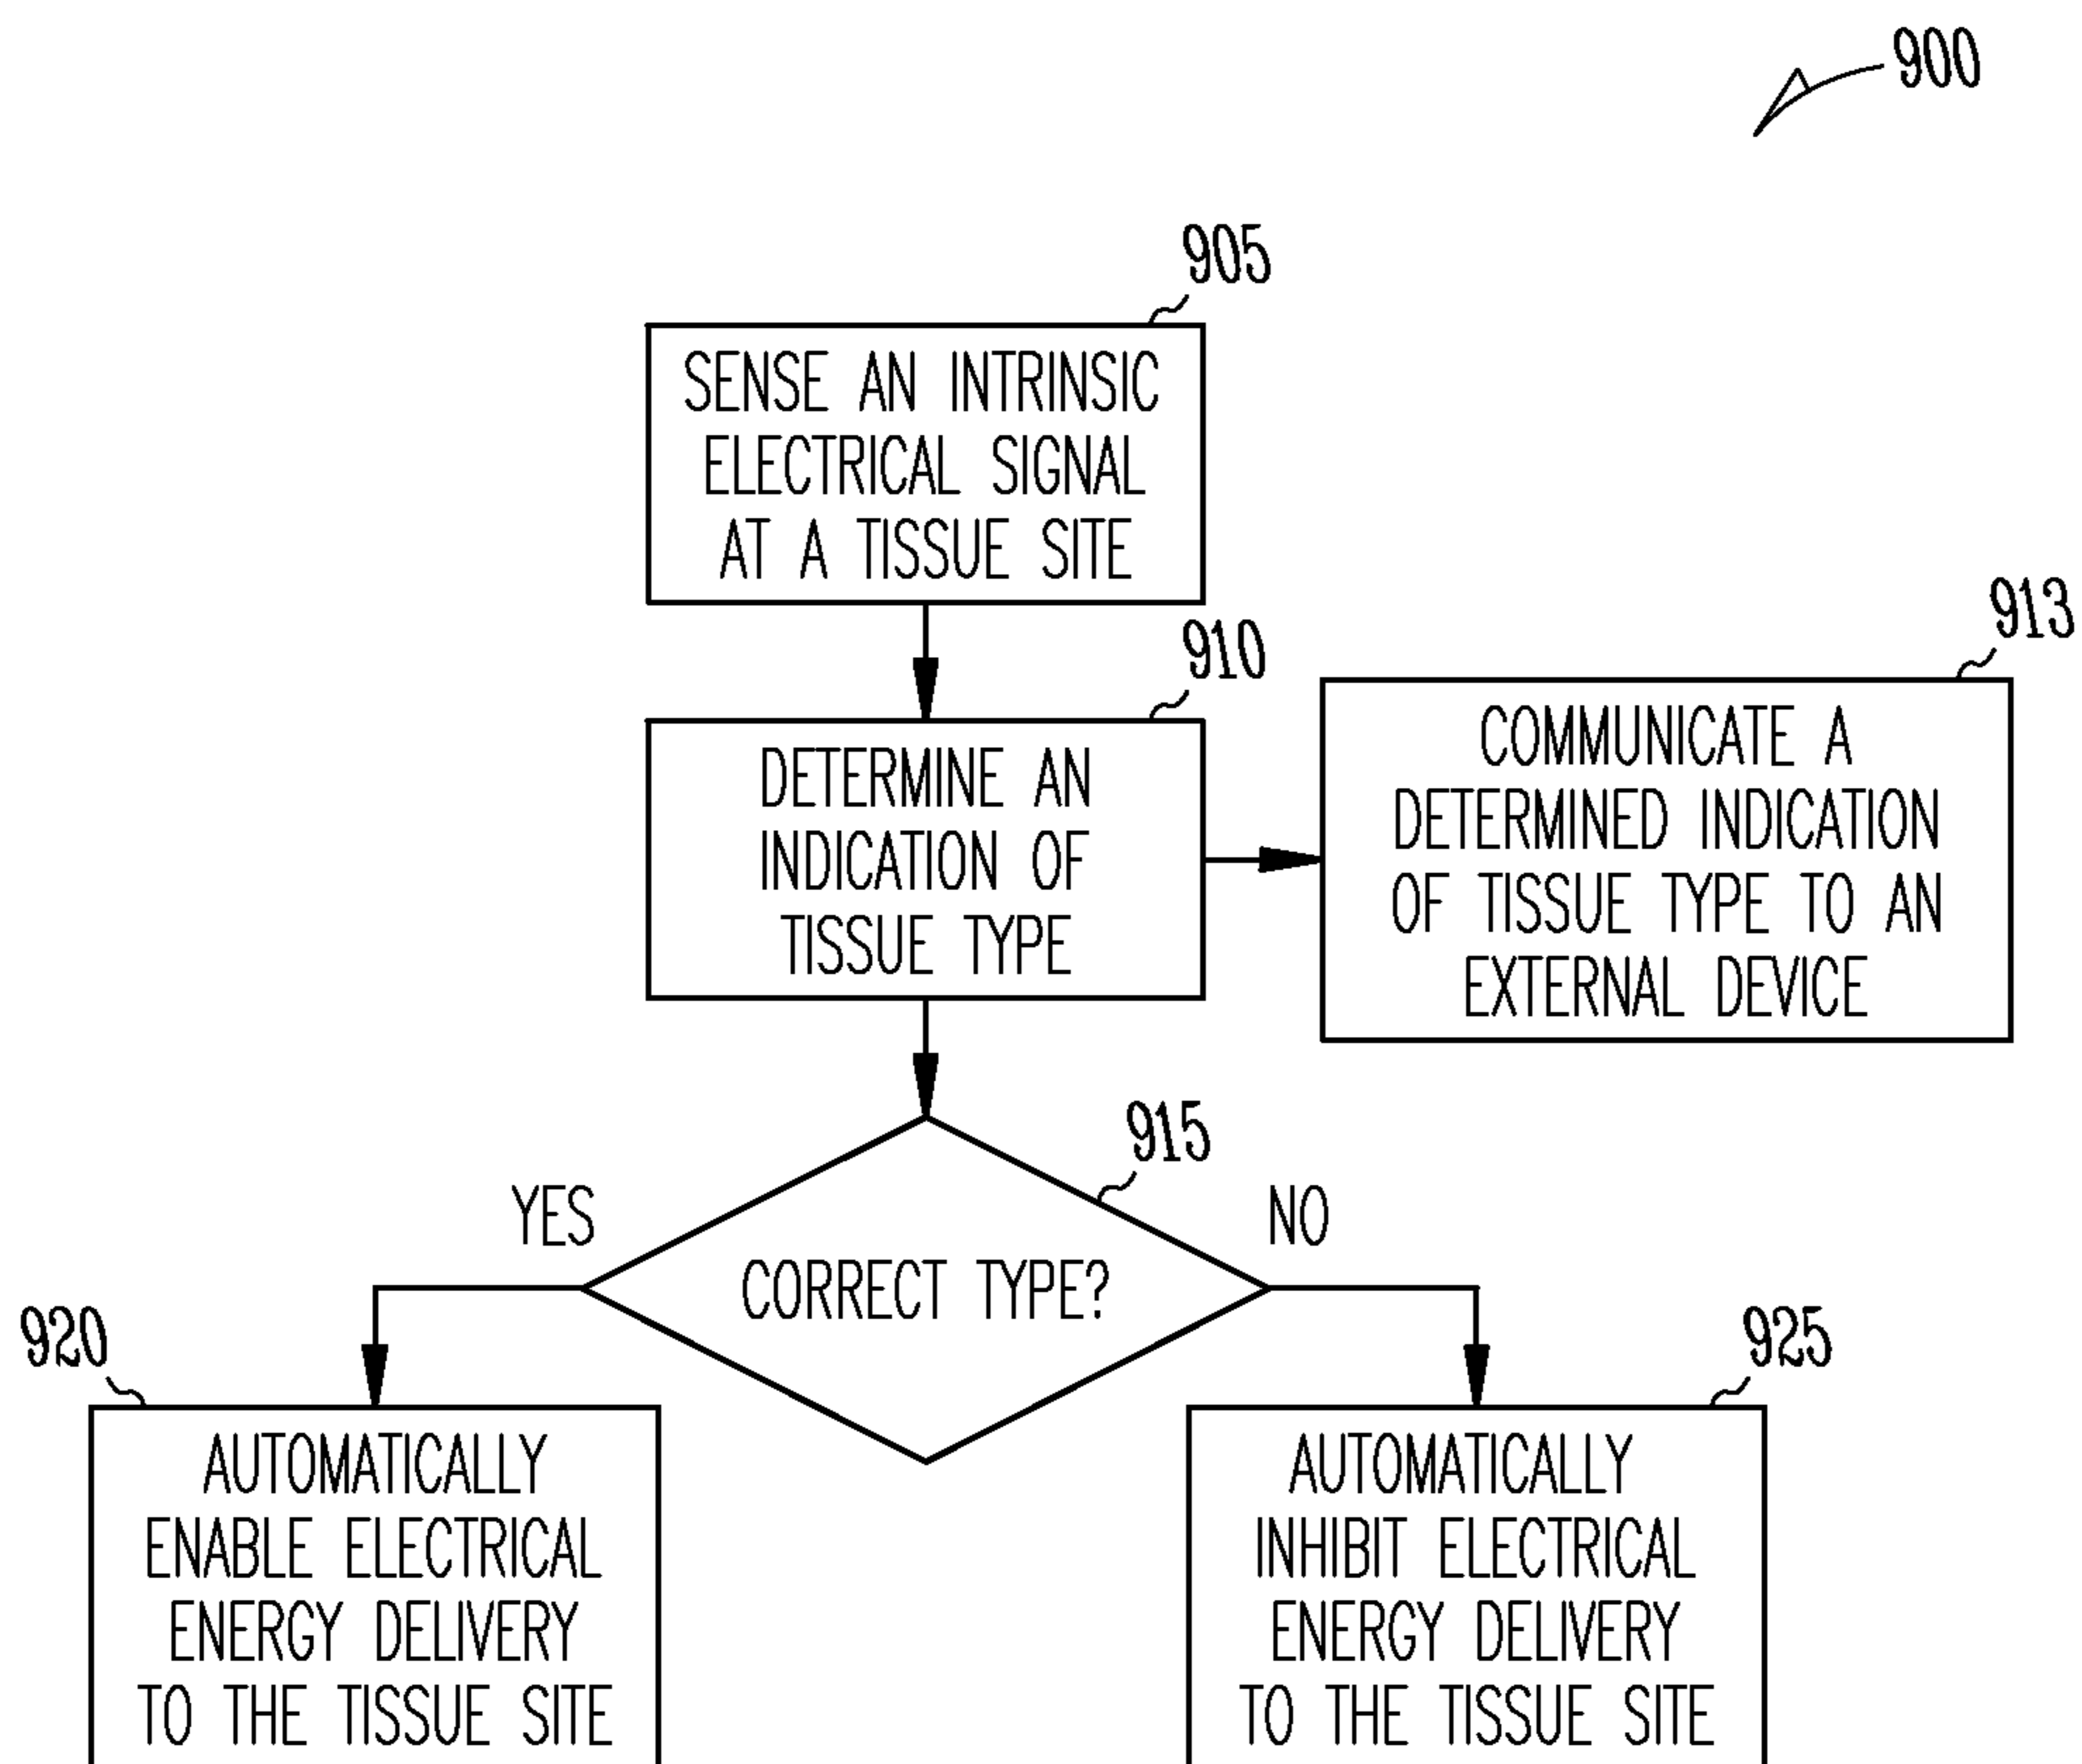 900
905
SENSE AN INTRINSIC
ELECTRICAL SIGNAL
AT A TISSUE SITE
910
DETERMINE AN
INDICATION OF
TISSUE TYPE
913
COMMUNICATE A
DETERMINED INDICATION
OF TISSUE TYPE TO AN
EXTERNAL DEVICE
915
CORRECT TYPE?
YES
NO
920
AUTOMATICALLY
ENABLE ELECTRICAL
ENERGY DELIVERY
TO THE TISSUE SITE
925
AUTOMATICALLY
INHIBIT ELECTRICAL
ENERGY DELIVERY
TO THE TISSUE SITE